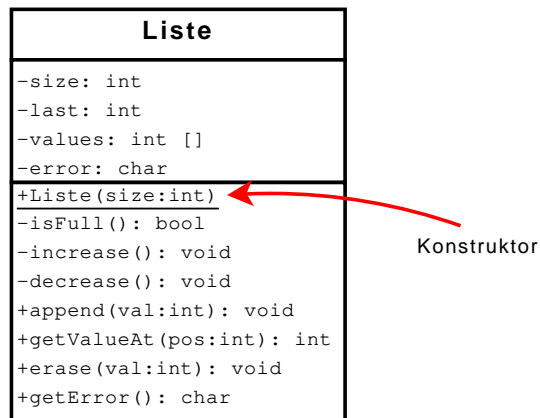 Liste
-size: int
-last: int
-values: int []
-error: char
+Liste(size:int)
-isFull(): bool
-increase(): void
-decrease(): void
+append(val:int): void
+getValueAt(pos:int): int
+erase(val:int): void
+getError(): char
Konstruktor